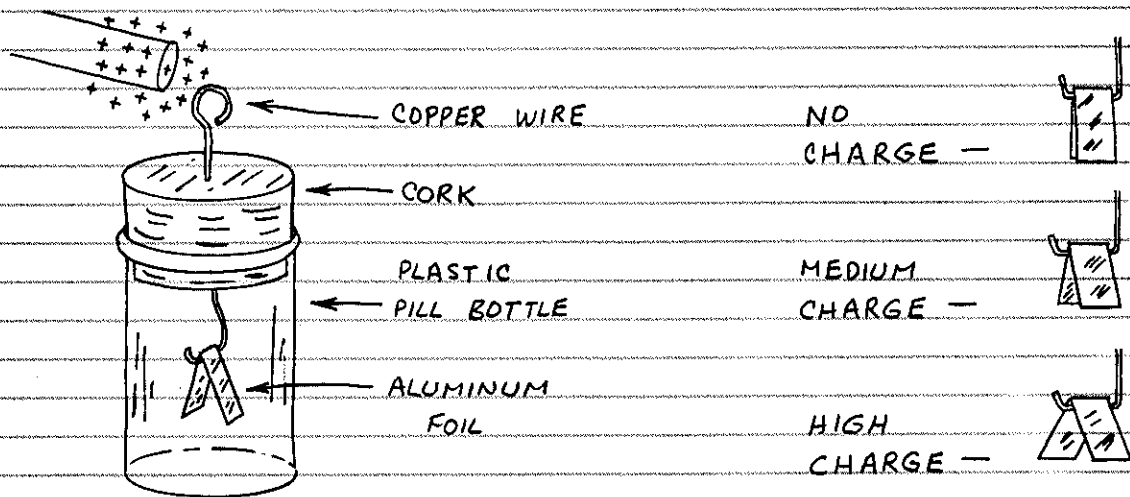 COPPER WIRE
CORK
PLASTIC
PILL BOTTLE
ALUMINUM
FOIL
NO
CHARGE —
MEDIUM
CHARGE —
HIGH
CHARGE —